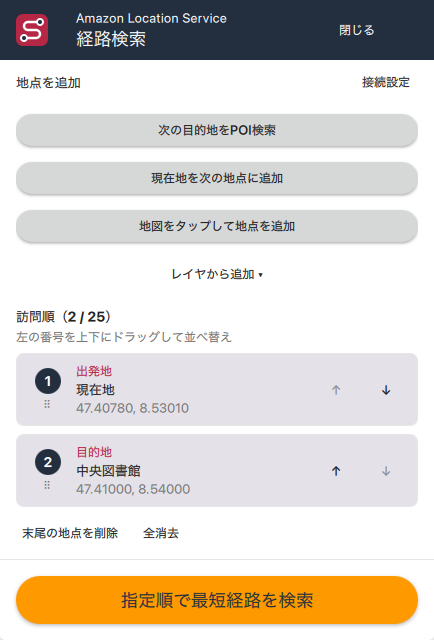 Amazon Location Service
経路検索
閉じる
地点を追加
接続設定
次の目的地をPOI検索
現在地を次の地点に追加
地図をタップして地点を追加
レイヤから追加 ▾
訪問順（2 / 25）
左の番号を上下にドラッグして並べ替え
1
出発地
現在地
47.40780, 8.53010
↑
↓
2
目的地
中央図書館
47.41000, 8.54000
↑
↓
末尾の地点を削除
全消去
指定順で最短経路を検索